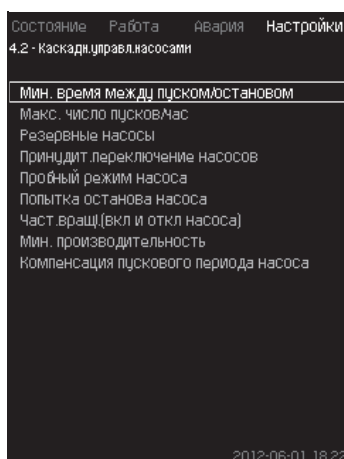 Состояние Работа Авария Настройки
4.2 - Каскадн.управл.насосами
Мин. время между пуском/остановом
Макс. число пусков/час
Резервные насосы
Принудит.переключение насосов
Пробный режим насоса
Попытка останова насоса
Част.вращ.(вкл и откл насоса)
Мин. производительность
Компенсация пускового периода насоса
2012-06-01 18:22